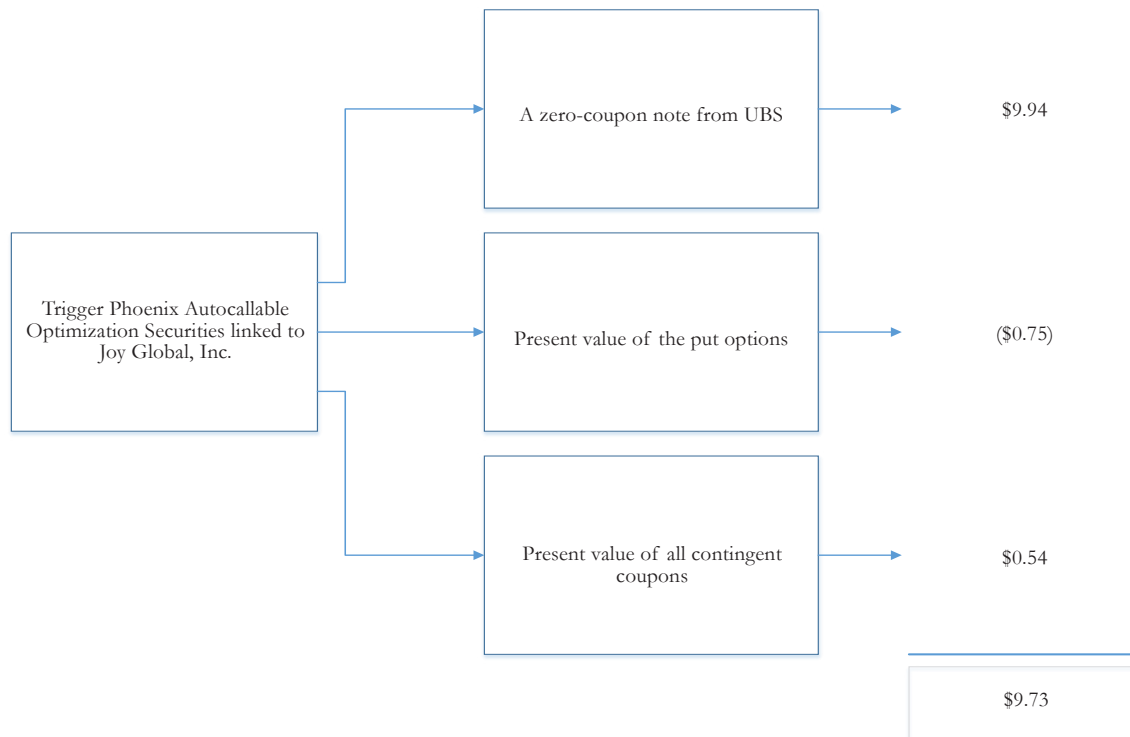 A zero-coupon note from UBS
$9.94
Trigger Phoenix Autocallable
Optimization Securities linked to
Joy Global, Inc.
Present value of the put options
($0.75)
Present value of all contingent
coupons
$0.54
$9.73